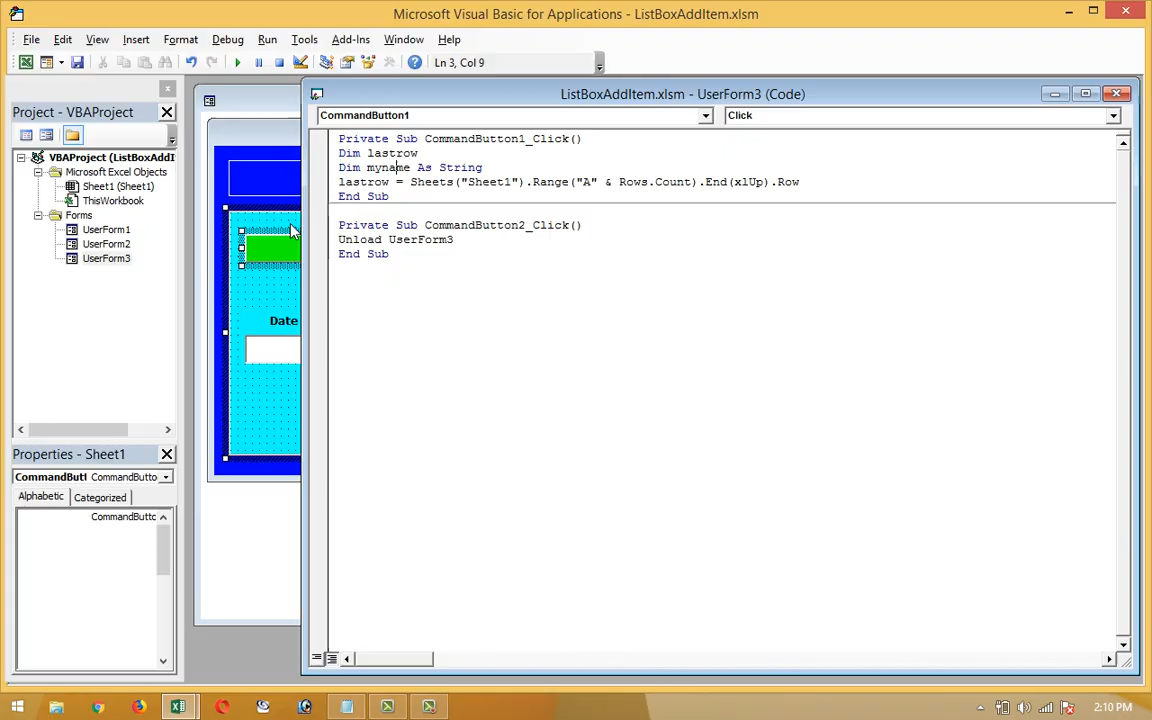 Microsoft Visual Basic for Applications - ListBoxAddItem.xlsm
File Edit View Insert Format Debug Run Tools Add-Ins Window Help
Ln 3, Col 9
Project - VBAProject
VBAProject (ListBoxAddI
Microsoft Excel Objects
Sheet1 (Sheet1)
ThisWorkbook
Forms
UserForm1
UserForm2
UserForm3
Properties - Sheet1
CommandBut1 CommandButto
Alphabetic Categorized
CommandButto
Date
ListBoxAddItem.xlsm - UserForm3 (Code)
CommandButton1 Click
Private Sub CommandButton1_Click()
Dim lastrow
Dim myname As String
lastrow = Sheets("Sheet1").Range("A" & Rows.Count).End(xlUp).Row
End Sub
Private Sub CommandButton2_Click()
Unload UserForm3
End Sub
2:10 PM